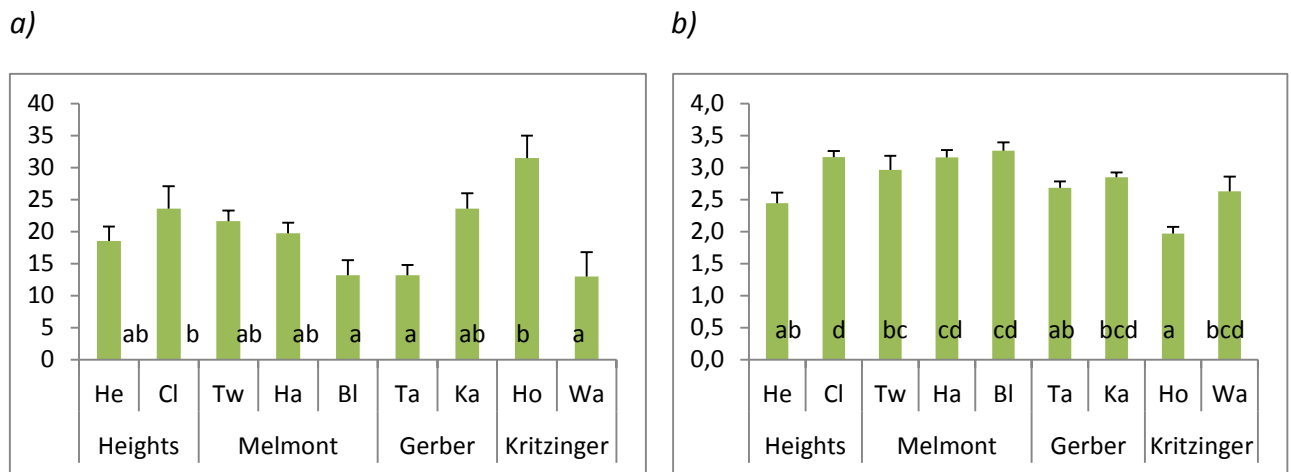 a)
40
35
30
25
20
15
10
5
0
ab b ab ab a a ab b a
He Cl Tw Ha Bl Ta Ka Ho Wa
Heights Melmont Gerber Kritzinger
b)
4,0
3,5
3,0
2,5
2,0
1,5
1,0
0,5
0,0
ab d bc cd cd ab bcd a bcd
He Cl Tw Ha Bl Ta Ka Ho Wa
Heights Melmont Gerber Kritzinger